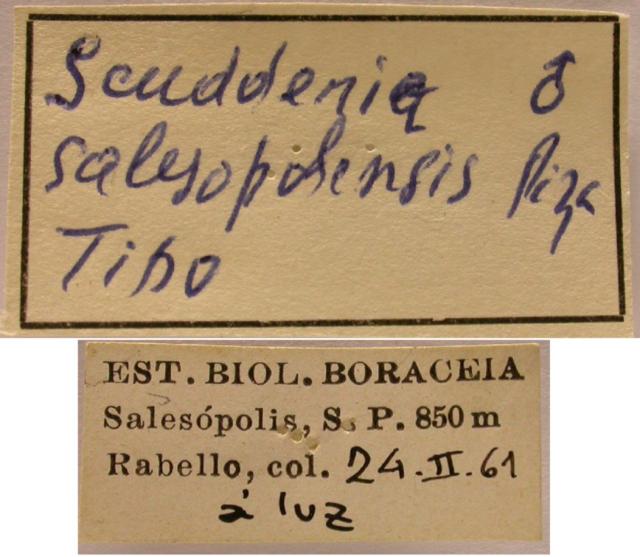 Scudderia ♂
salesopolensis Piza
Tipo
EST. BIOL. BORACEIA
Salesópolis, S. P. 850 m
Rabello, col. 24.II.61
à luz